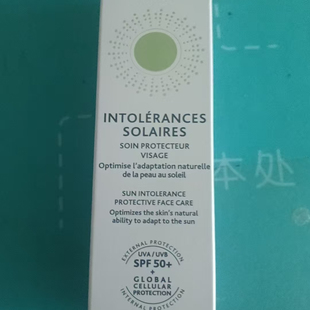 INTOLÉRANCES
SOLAIRES
SOIN PROTECTEUR
VISAGE
Optimise l'adaptation naturelle
de la peau au soleil
SUN INTOLERANCE
PROTECTIVE FACE CARE
Optimizes the skin's natural
ability to adapt to the sun
EXTERNAL PROTECTION
UVA / UVB
SPF 50+
+
GLOBAL
CELLULAR
PROTECTION
INTERNAL PROTECTION
本处